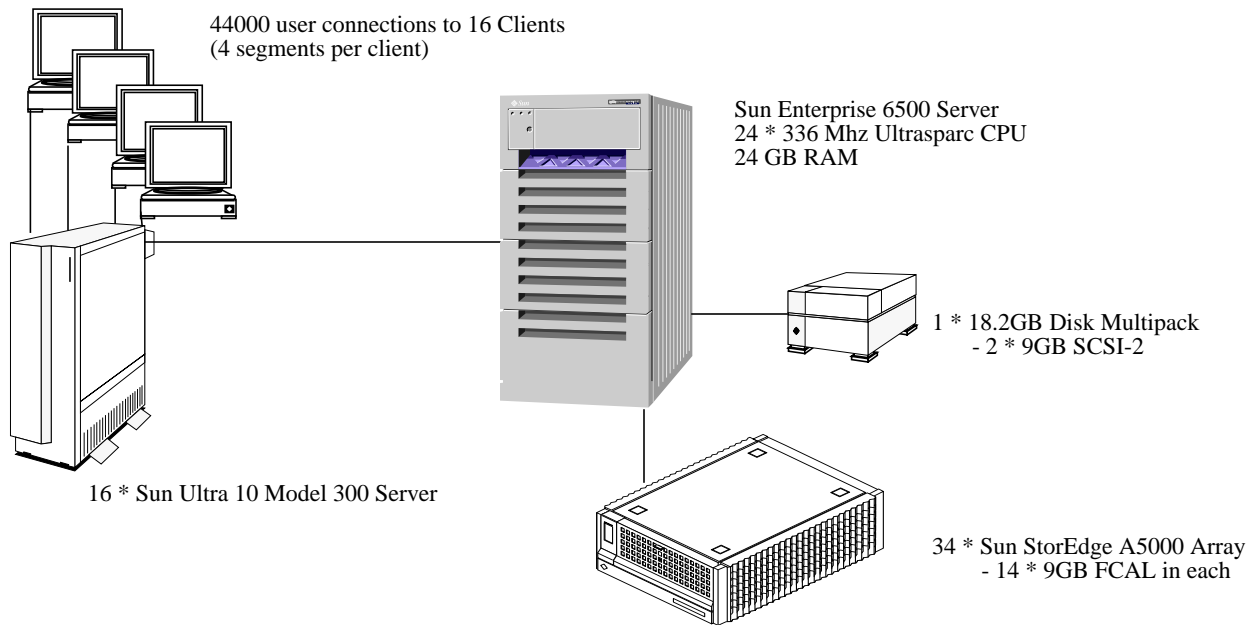 44000 user connections to 16 Clients
(4 segments per client)
Sun
Sun Enterprise 6500 Server
24 * 336 Mhz Ultrasparc CPU
24 GB RAM
1 * 18.2GB Disk Multipack
- 2 * 9GB SCSI-2
16 * Sun Ultra 10 Model 300 Server
34 * Sun StorEdge A5000 Array
- 14 * 9GB FCAL in each